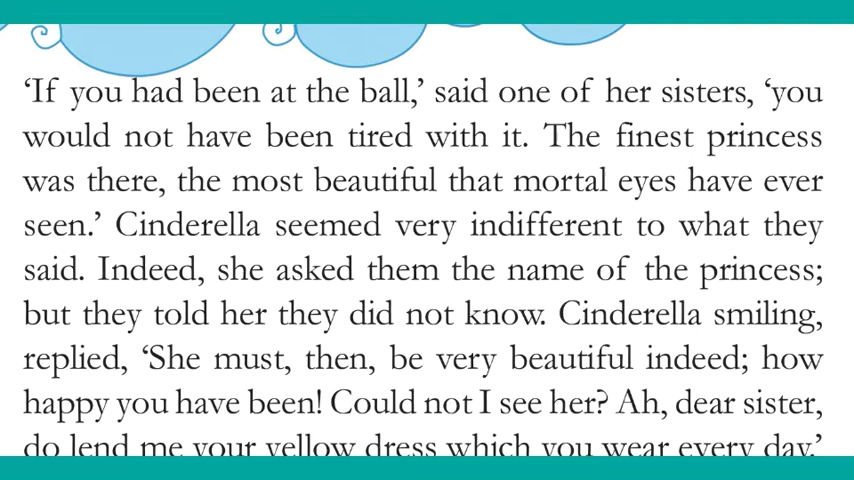 ‘If you had been at the ball,’ said one of her sisters, ‘you
would not have been tired with it. The finest princess
was there, the most beautiful that mortal eyes have ever
seen.’ Cinderella seemed very indifferent to what they
said. Indeed, she asked them the name of the princess;
but they told her they did not know. Cinderella smiling,
replied, ‘She must, then, be very beautiful indeed; how
happy you have been! Could not I see her? Ah, dear sister,
do lend me your yellow dress which you wear every day.’